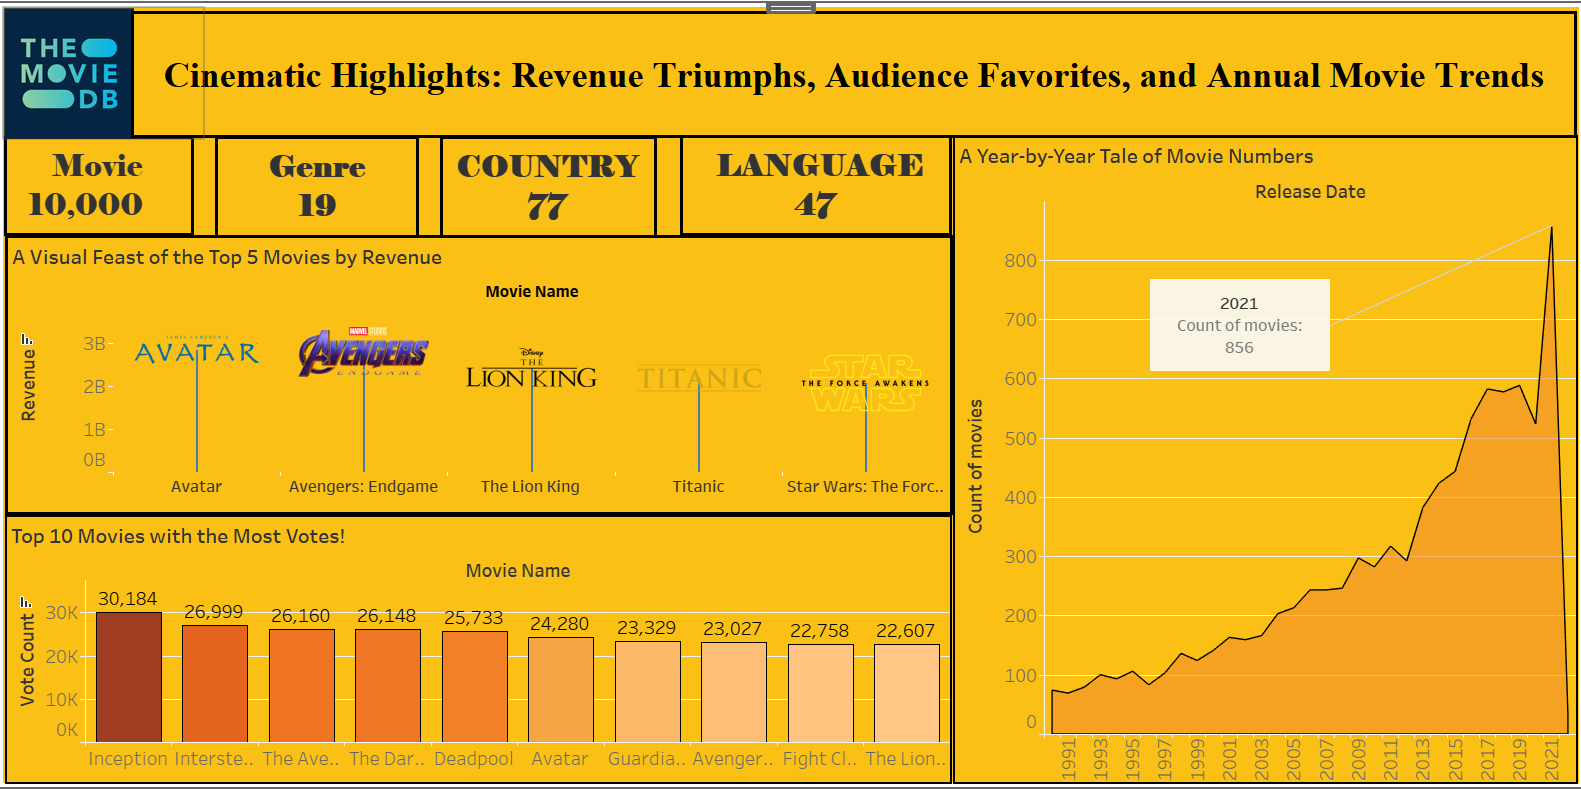 THE
MOVIE
DB
Cinematic Highlights: Revenue Triumphs, Audience Favorites, and Annual Movie Trends
Movie
10,000
Genre
19
COUNTRY
77
LANGUAGE
47
A Visual Feast of the Top 5 Movies by Revenue
Movie Name
Revenue
3B
2B
1B
0B
JAMES CAMERON'S
AVATAR
MARVEL STUDIOS
AVENGERS
ENDGAME
Disney
THE
LION KING
TITANIC
STAR
THE FORCE AWAKENS
WARS
Avatar
Avengers: Endgame
The Lion King
Titanic
Star Wars: The Forc..
Top 10 Movies with the Most Votes!
Movie Name
Vote Count
30K
20K
10K
0K
30,184
26,999
26,160
26,148
25,733
24,280
23,329
23,027
22,758
22,607
Inception
Interste..
The Ave..
The Dar..
Deadpool
Avatar
Guardia..
Avenger..
Fight Cl..
The Lion..
A Year-by-Year Tale of Movie Numbers
Release Date
Count of movies
800
700
600
500
400
300
200
100
0
2021
Count of movies:
856
1991
1993
1995
1997
1999
2001
2003
2005
2007
2009
2011
2013
2015
2017
2019
2021